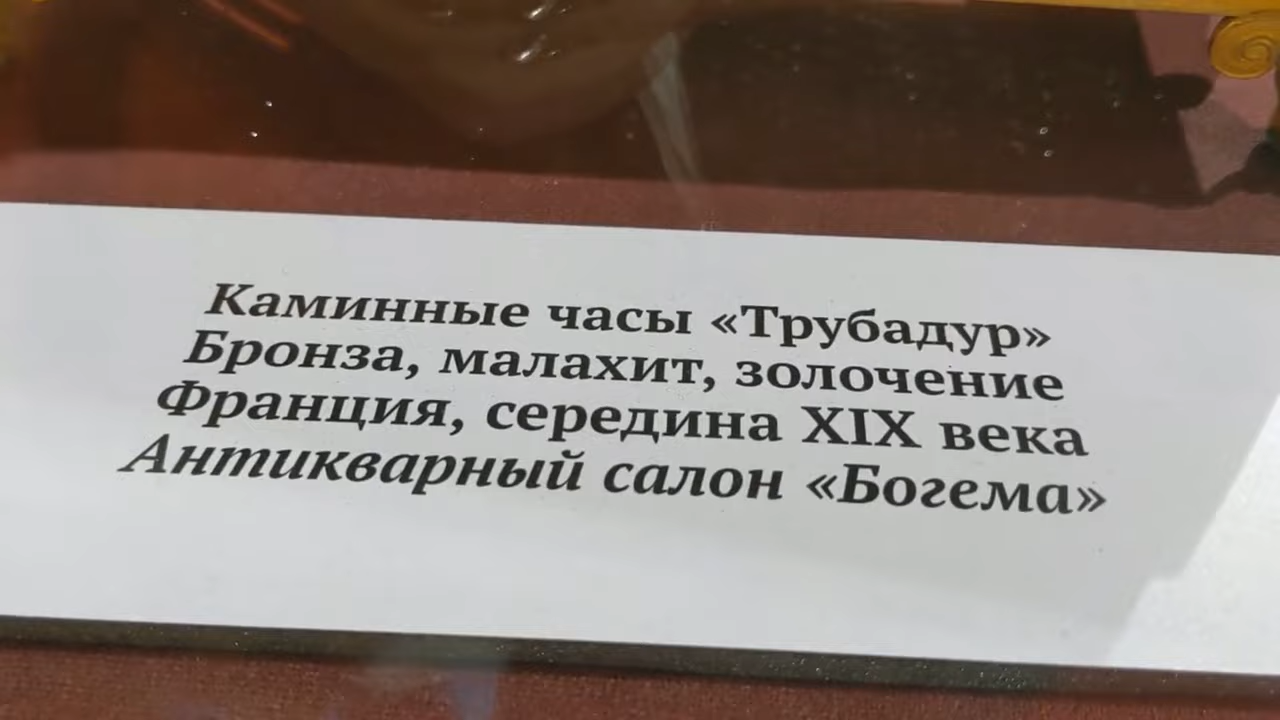 Каминные часы «Трубадур»
Бронза, малахит, золочение
Франция, середина XIX века
Антикварный салон «Богема»